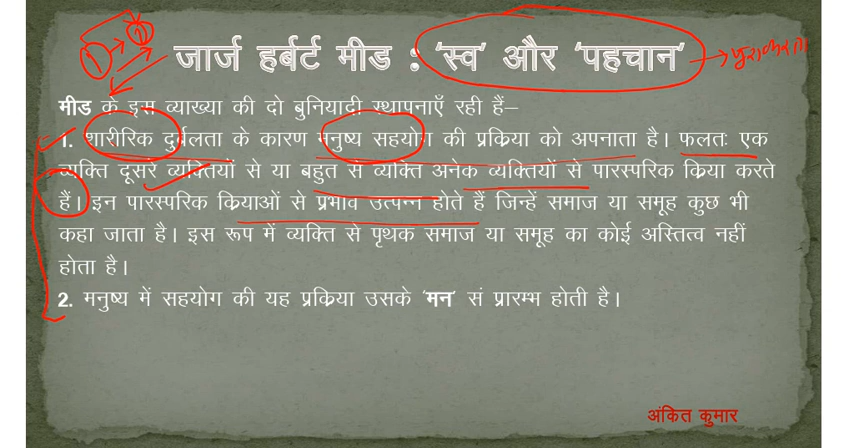 जार्ज हर्बर्ट मीड : 'स्व' और 'पहचान'
मीड के इस व्याख्या की दो बुनियादी स्थापनाएँ रही हैं–
1. शारीरिक दुर्बलता के कारण मनुष्य सहयोग की प्रक्रिया को अपनाता है। फलतः एक
व्यक्ति दूसरे व्यक्तियों से या बहुत से व्यक्ति अनेक व्यक्तियों से पारस्परिक क्रिया करते
हैं। इन पारस्परिक क्रियाओं से प्रभाव उत्पन्न होते हैं जिन्हें समाज या समूह कुछ भी
कहा जाता है। इस रूप में व्यक्ति से पृथक समाज या समूह का कोई अस्तित्व नहीं
होता है।
2. मनुष्य में सहयोग की यह प्रक्रिया उसके 'मन' सं प्रारम्भ होती है।
अंकित कुमार